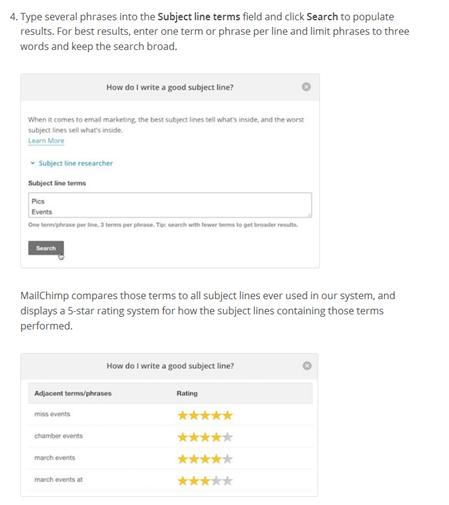 4. Type several phrases into the Subject line terms field and click Search to populate
results. For best results, enter one term or phrase per line and limit phrases to three
words and keep the search broad.
How do I write a good subject line?
When it comes to email marketing, the best subject lines tell what's inside, and the worst
subject lines sell what's inside.
Learn More
Subject line researcher
Subject line terms
Pics
Events
One term/phrase per line, 3 terms per phrase. Tip: search with fewer terms to get broader results.
Search
MailChimp compares those terms to all subject lines ever used in our system, and
displays a 5-star rating system for how the subject lines containing those terms
performed.
How do I write a good subject line?
Adjacent terms/phrases Rating
miss events
chamber events
march events
march events at